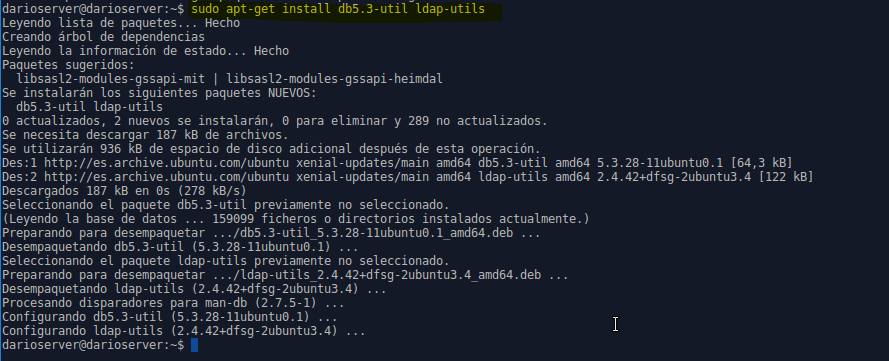 darioserver@darioserver:~$ sudo apt-get install db5.3-util ldap-utils
Leyendo lista de paquetes... Hecho
Creando árbol de dependencias
Leyendo la información de estado... Hecho
Paquetes sugeridos:
  libsasl2-modules-gssapi-mit | libsasl2-modules-gssapi-heimdal
Se instalarán los siguientes paquetes NUEVOS:
  db5.3-util ldap-utils
0 actualizados, 2 nuevos se instalarán, 0 para eliminar y 289 no actualizados.
Se necesita descargar 187 kB de archivos.
Se utilizarán 936 kB de espacio de disco adicional después de esta operación.
Des:1 http://es.archive.ubuntu.com/ubuntu xenial-updates/main amd64 db5.3-util amd64 5.3.28-11ubuntu0.1 [64,3 kB]
Des:2 http://es.archive.ubuntu.com/ubuntu xenial-updates/main amd64 ldap-utils amd64 2.4.42+dfsg-2ubuntu3.4 [122 kB]
Descargados 187 kB en 0s (278 kB/s)
Seleccionando el paquete db5.3-util previamente no seleccionado.
(Leyendo la base de datos ... 159099 ficheros o directorios instalados actualmente.)
Preparando para desempaquetar .../db5.3-util_5.3.28-11ubuntu0.1_amd64.deb ...
Desempaquetando db5.3-util (5.3.28-11ubuntu0.1) ...
Seleccionando el paquete ldap-utils previamente no seleccionado.
Preparando para desempaquetar .../ldap-utils_2.4.42+dfsg-2ubuntu3.4_amd64.deb ...
Desempaquetando ldap-utils (2.4.42+dfsg-2ubuntu3.4) ...
Procesando disparadores para man-db (2.7.5-1) ...
Configurando db5.3-util (5.3.28-11ubuntu0.1) ...
Configurando ldap-utils (2.4.42+dfsg-2ubuntu3.4) ...
darioserver@darioserver:~$